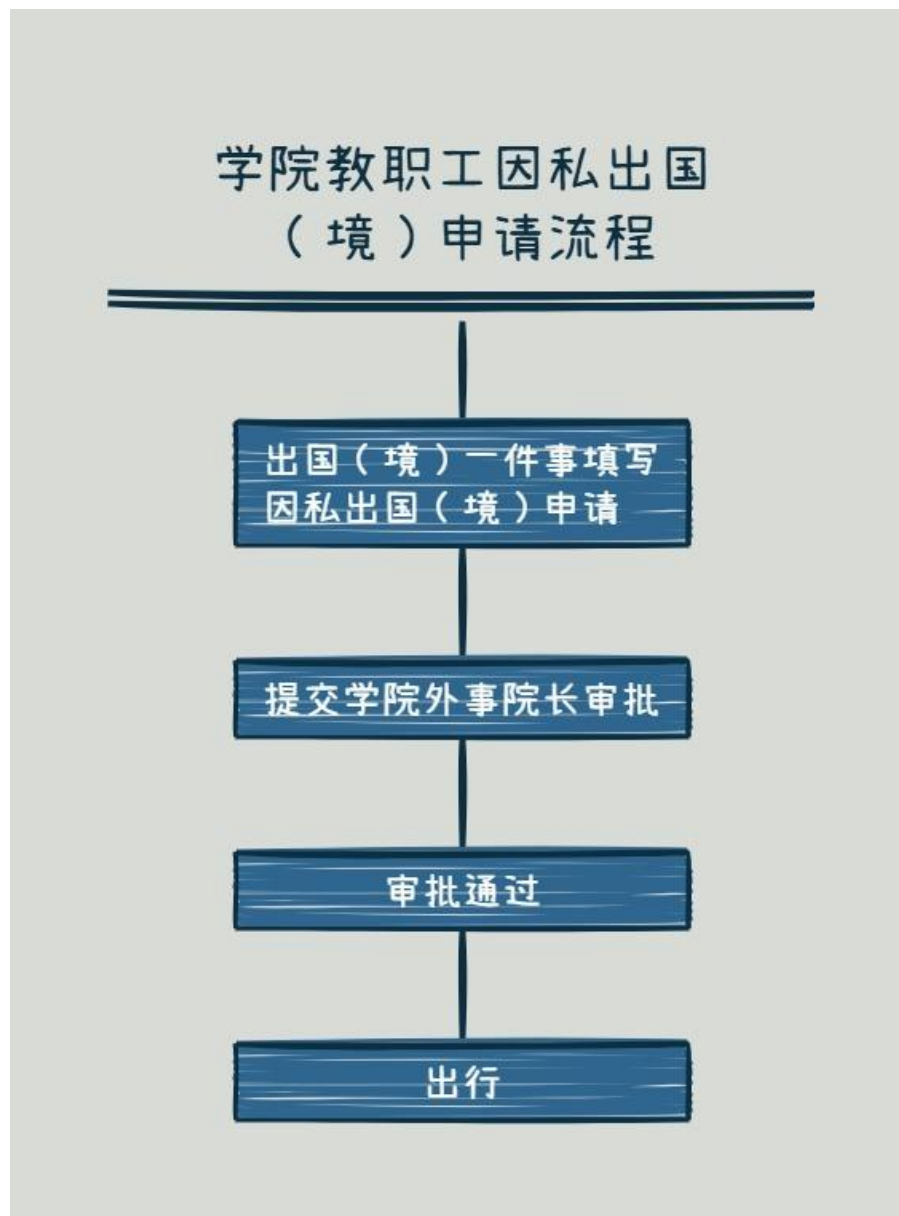 学院教职工因私出国
（境）申请流程
出国（境）一件事填写
因私出国（境）申请
提交学院外事院长审批
审批通过
出行